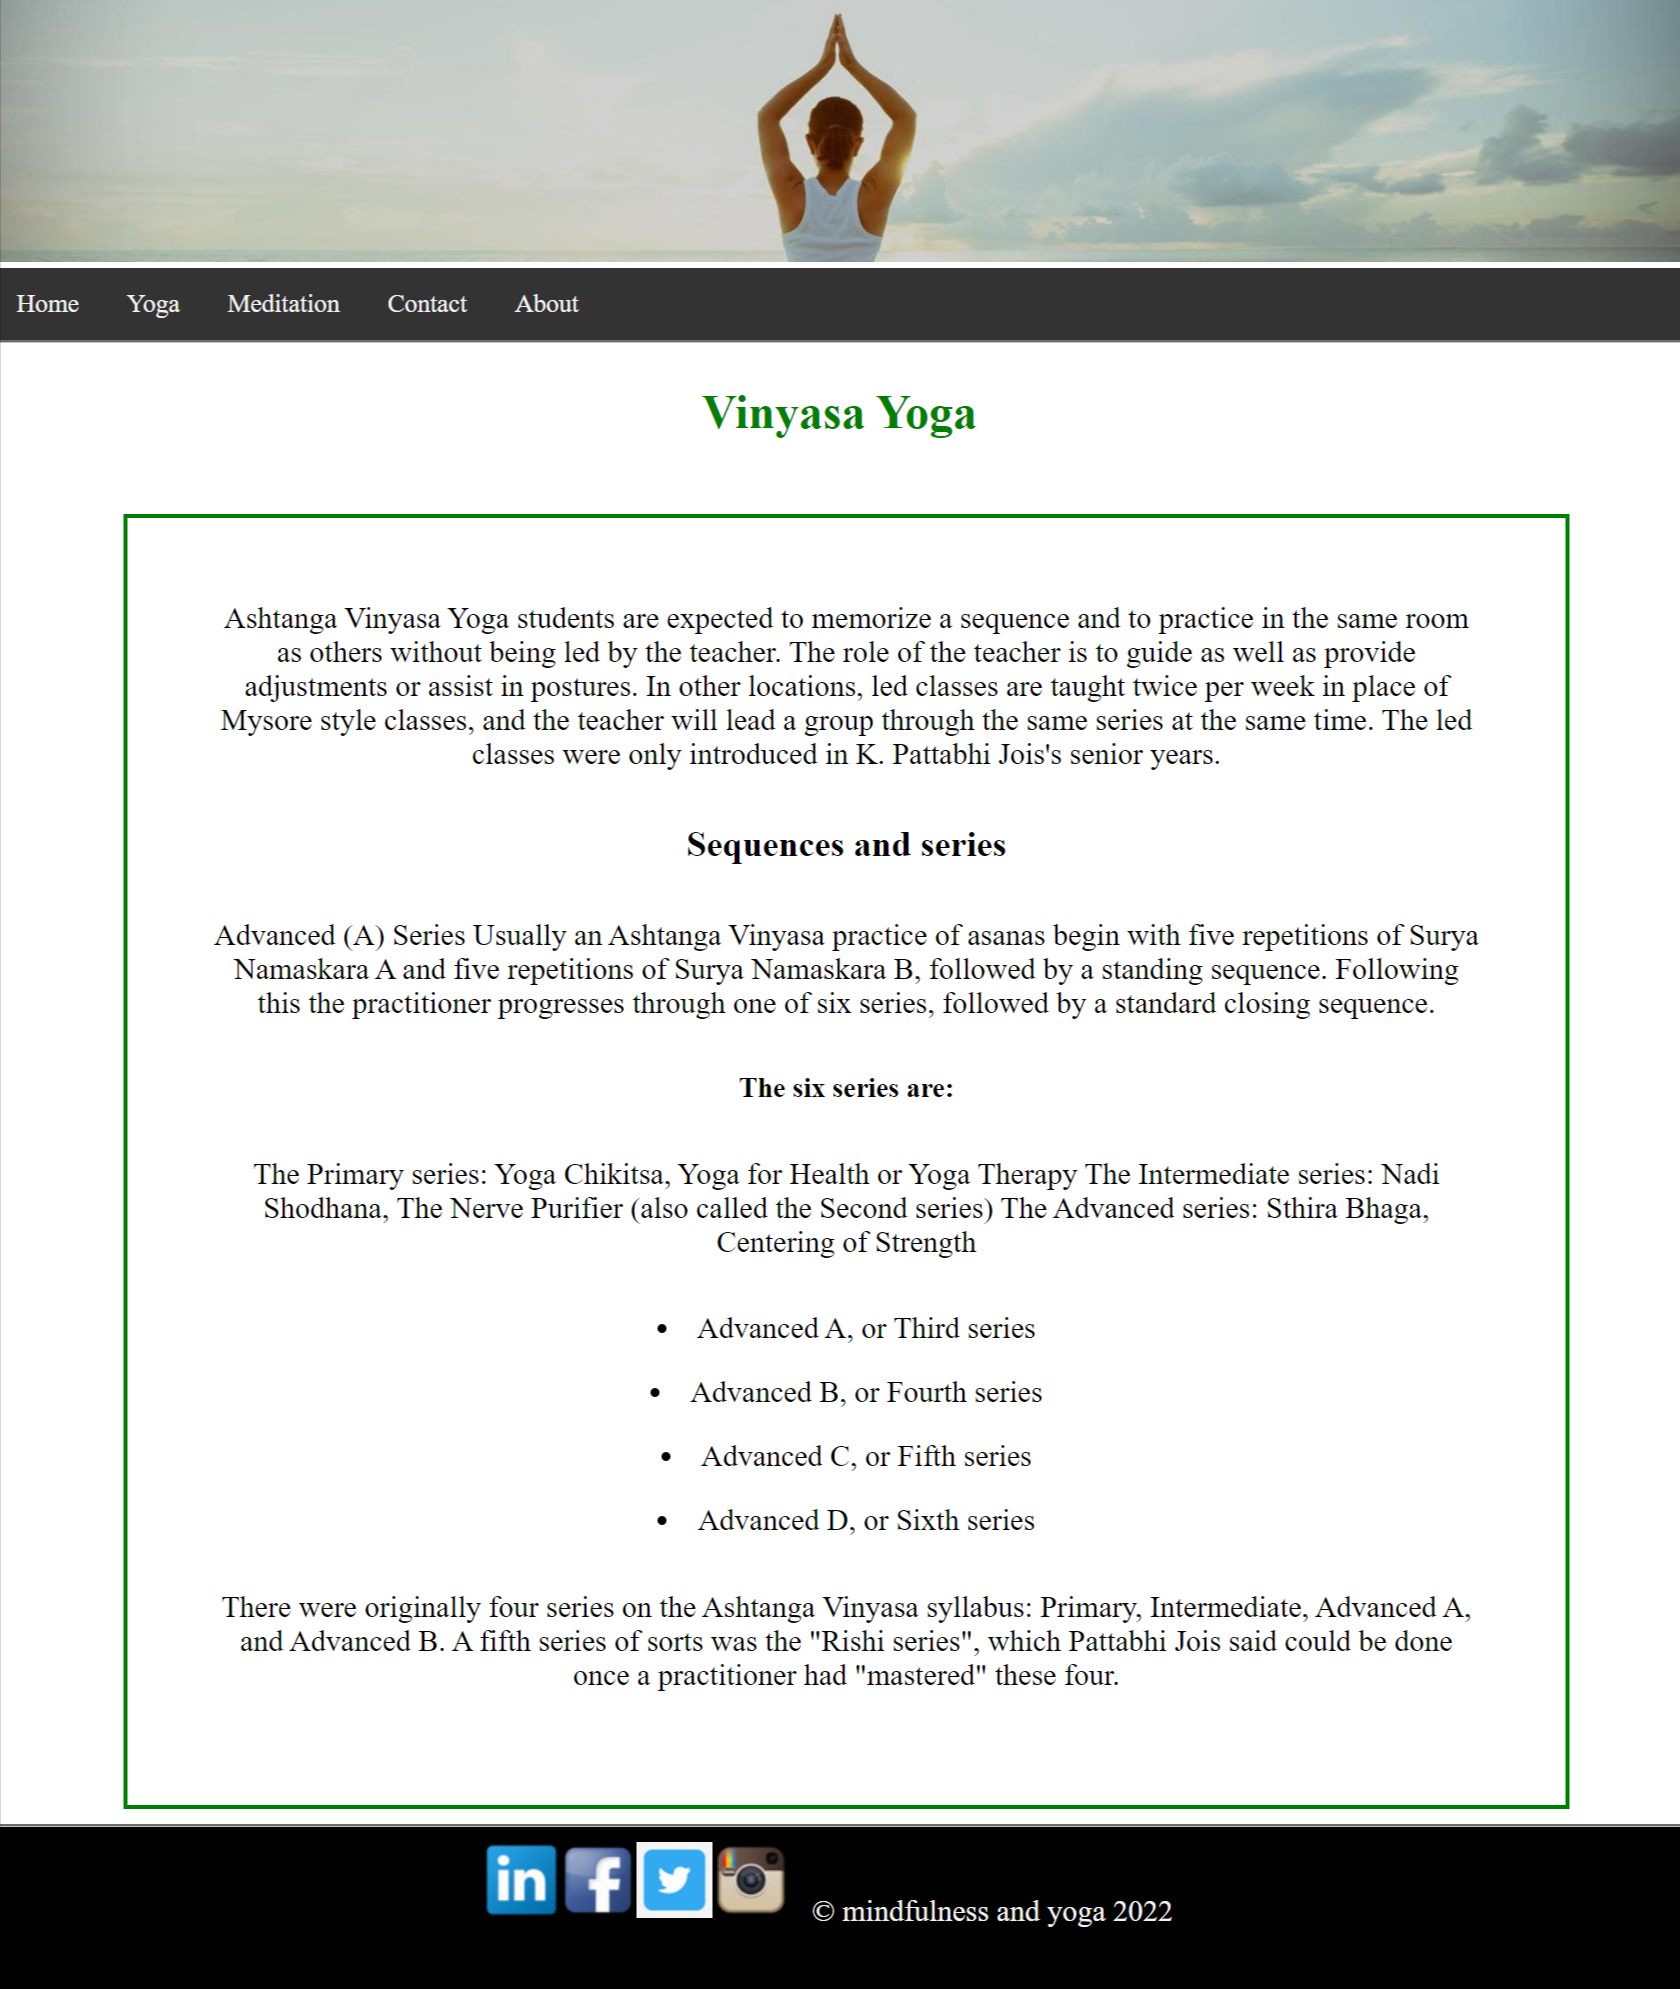 Home Yoga Meditation Contact About
Vinyasa Yoga
Ashtanga Vinyasa Yoga students are expected to memorize a sequence and to practice in the same room
as others without being led by the teacher. The role of the teacher is to guide as well as provide
adjustments or assist in postures. In other locations, led classes are taught twice per week in place of
Mysore style classes, and the teacher will lead a group through the same series at the same time. The led
classes were only introduced in K. Pattabhi Jois's senior years.
Sequences and series
Advanced (A) Series Usually an Ashtanga Vinyasa practice of asanas begin with five repetitions of Surya
Namaskara A and five repetitions of Surya Namaskara B, followed by a standing sequence. Following
this the practitioner progresses through one of six series, followed by a standard closing sequence.
The six series are:
The Primary series: Yoga Chikitsa, Yoga for Health or Yoga Therapy The Intermediate series: Nadi
Shodhana, The Nerve Purifier (also called the Second series) The Advanced series: Sthira Bhaga,
Centering of Strength
• Advanced A, or Third series
• Advanced B, or Fourth series
• Advanced C, or Fifth series
• Advanced D, or Sixth series
There were originally four series on the Ashtanga Vinyasa syllabus: Primary, Intermediate, Advanced A,
and Advanced B. A fifth series of sorts was the "Rishi series", which Pattabhi Jois said could be done
once a practitioner had "mastered" these four.
in f © mindfulness and yoga 2022